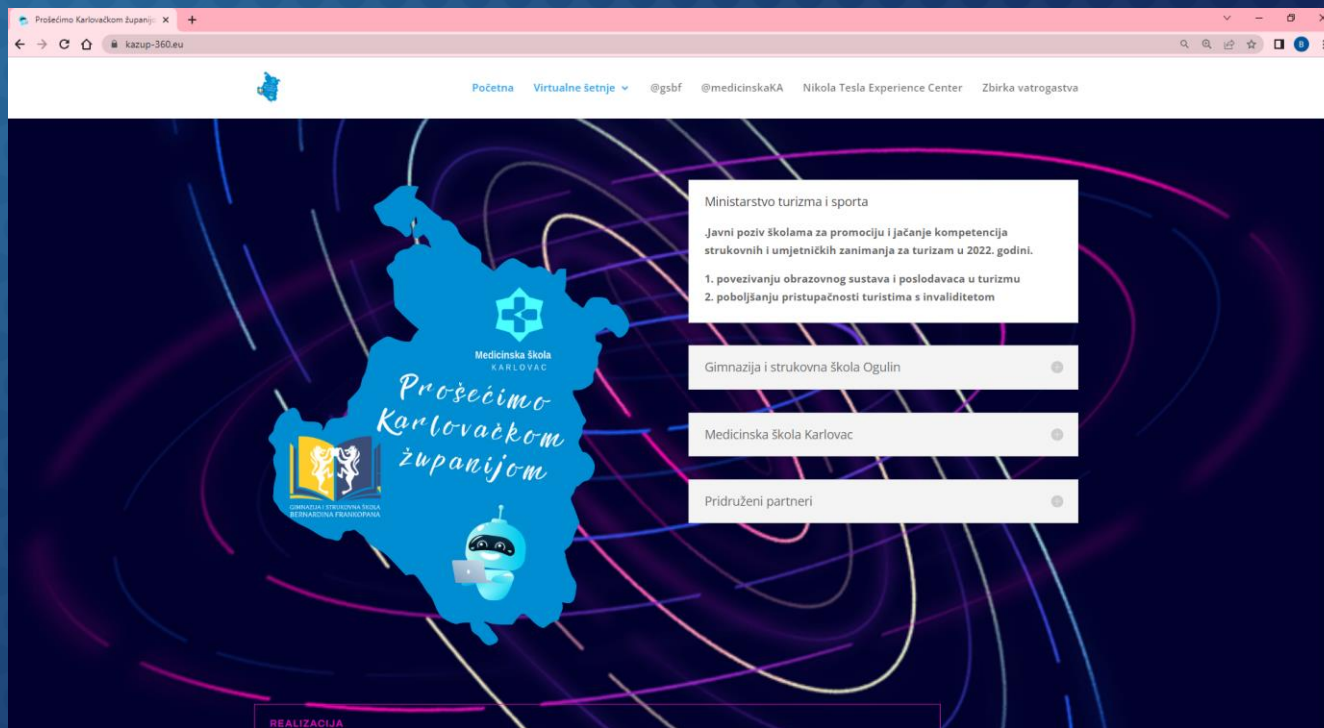 Prošećimo Karlovačkom županij
kazup-360.eu
B
Početna Virtualne šetnje @gsbf @medicinskaKA Nikola Tesla Experience Center Zbirka vatrogastva
Medicinska škola
KARLOVAC
Prošećimo
Karlovačkom
županijom
GIMNAZIJA I STRUKOVNA ŠKOLA
BERNARDINA FRANKOPANA
Ministarstvo turizma i sporta
.Javni poziv školama za promociju i jačanje kompetencija
strukovnih i umjetničkih zanimanja za turizam u 2022. godini.
1. povezivanju obrazovnog sustava i poslodavaca u turizmu
2. poboljšanju pristupačnosti turistima s invaliditetom
Gimnazija i strukovna škola Ogulin
Medicinska škola Karlovac
Pridruženi partneri
REALIZACIJA